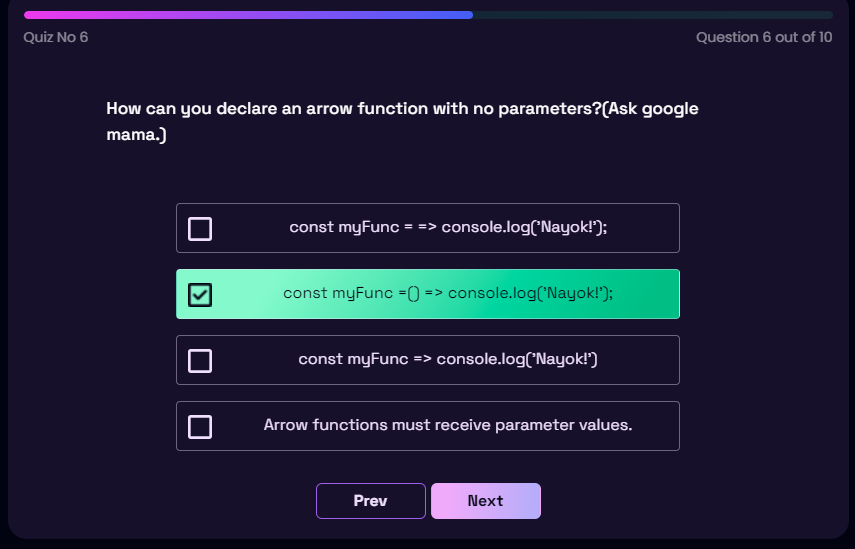 Quiz No 6
Question 6 out of 10
How can you declare an arrow function with no parameters?(Ask google
mama.)
const myFunc = => console.log('Nayok!');
const myFunc =() => console.log('Nayok!');
const myFunc => console.log('Nayok!')
Arrow functions must receive parameter values.
Prev
Next